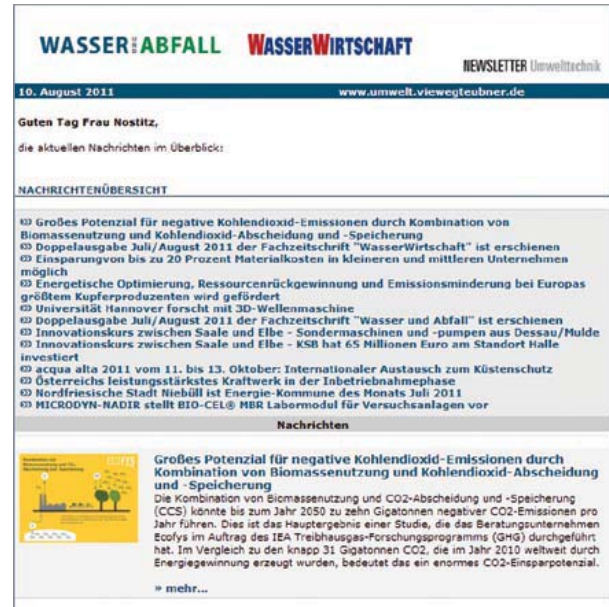 WASSER UND ABFALL WASSERWIRTSCHAFT
NEWSLETTER Umwelttechnik
10. August 2011 www.umwelt.viewegteubner.de
Guten Tag Frau Nostitz,
die aktuellen Nachrichten im Überblick:
NACHRICHTENÜBERSICHT
Großes Potenzial für negative Kohlendioxid-Emissionen durch Kombination von
Biomassenutzung und Kohlendioxid-Abscheidung und -Speicherung
Doppelausgabe Juli/August 2011 der Fachzeitschrift "WasserWirtschaft" ist erschienen
Einsparungvon bis zu 20 Prozent Materialkosten in kleineren und mittleren Unternehmen
möglich
Energetische Optimierung, Ressourcenrückgewinnung und Emissionsminderung bei Europas
größtem Kupferproduzenten wird gefördert
Universität Hannover forscht mit 3D-Wellenmaschine
Doppelausgabe Juli/August 2011 der Fachzeitschrift "Wasser und Abfall" ist erschienen
Innovationskurs zwischen Saale und Elbe - Sondermaschinen und -pumpen aus Dessau/Mulde
Innovationskurs zwischen Saale und Elbe - KSB hat 65 Millionen Euro am Standort Halle
investiert
acqua alta 2011 vom 11. bis 13. Oktober: Internationaler Austausch zum Küstenschutz
Österreichs leistungsstärkstes Kraftwerk in der Inbetriebnahmephase
Nordfriesische Stadt Niebüll ist Energie-Kommune des Monats Juli 2011
MICRODYN-NADIR stellt BIO-CEL® MBR Labormodul für Versuchsanlagen vor
Nachrichten
Großes Potenzial für negative Kohlendioxid-Emissionen durch
Kombination von Biomassenutzung und Kohlendioxid-Abscheidung
und -Speicherung
Die Kombination von Biomassenutzung und CO2-Abscheidung und -Speicherung
(CCS) könnte bis zum Jahr 2050 zu zehn Gigatonnen negativer CO2-Emissionen pro
Jahr führen. Dies ist das Hauptergebnis einer Studie, die das Beratungsunternehmen
Ecofys im Auftrag des IEA Treibhausgas-Forschungsprogramms (GHG) durchgeführt
hat. Im Vergleich zu den knapp 31 Gigatonnen CO2, die im Jahr 2010 weltweit durch
Energiegewinnung erzeugt wurden, bedeutet das ein enormes CO2-Einsparpotenzial.
» mehr...